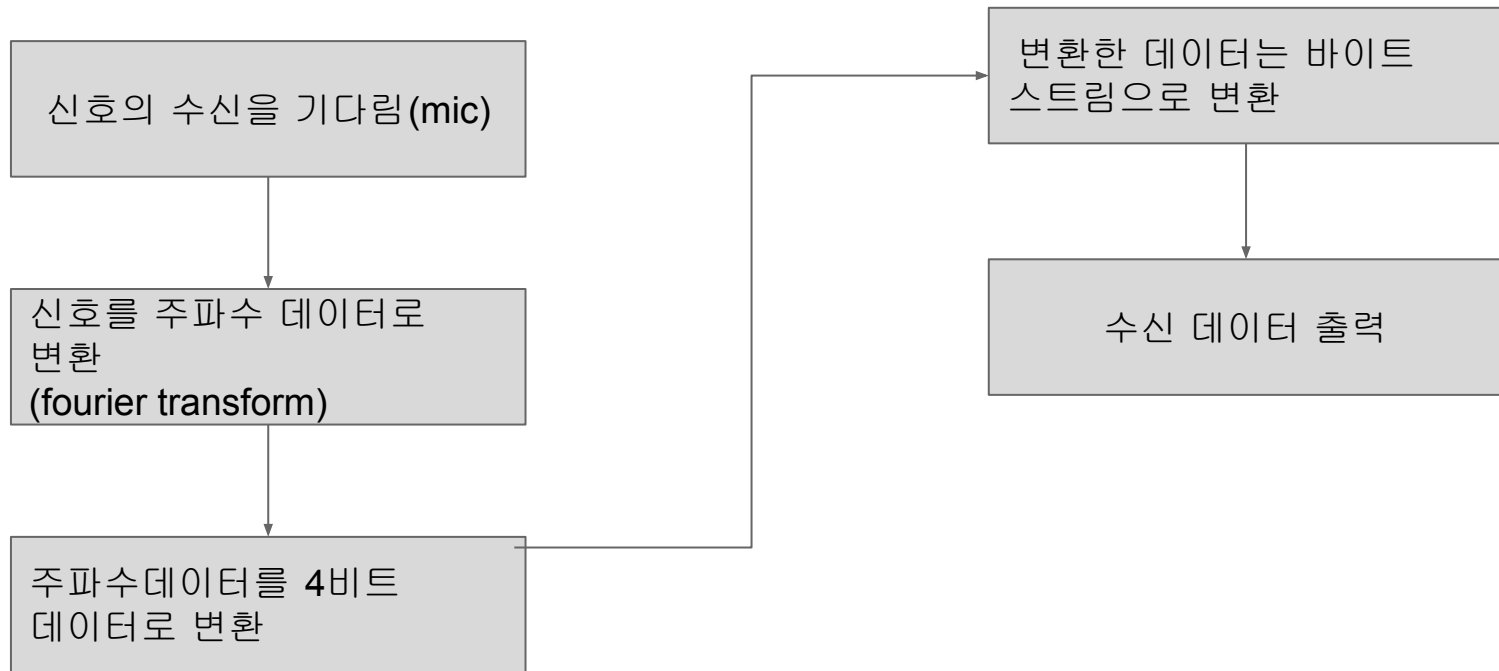 신호의 수신을 기다림(mic)
신호를 주파수 데이터로
변환
(fourier transform)
주파수데이터를 4비트
데이터로 변환
변환한 데이터는 바이트
스트림으로 변환
수신 데이터 출력